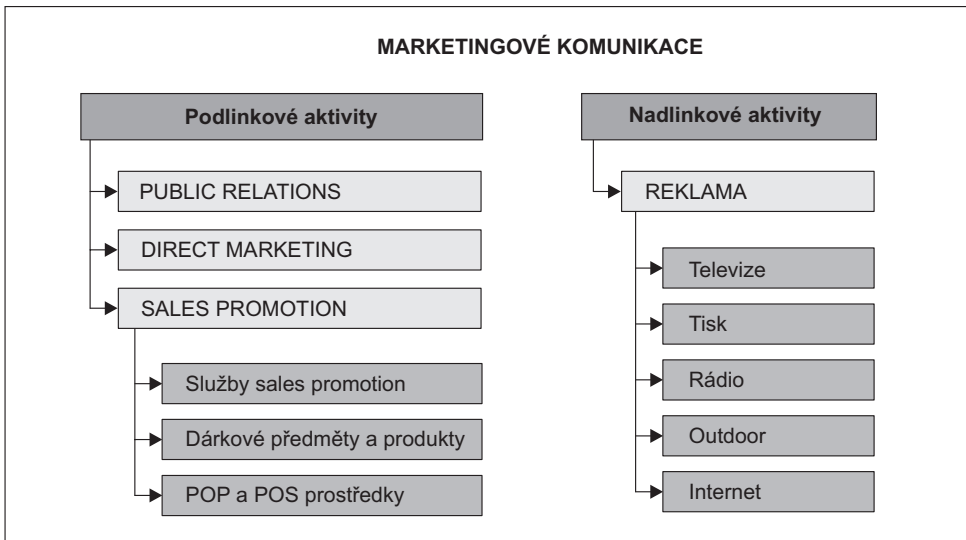 MARKETINGOVÉ KOMUNIKACE
Podlinkové aktivity
PUBLIC RELATIONS
DIRECT MARKETING
SALES PROMOTION
Služby sales promotion
Dárkové předměty a produkty
POP a POS prostředky
Nadlinkové aktivity
REKLAMA
Televize
Tisk
Rádio
Outdoor
Internet